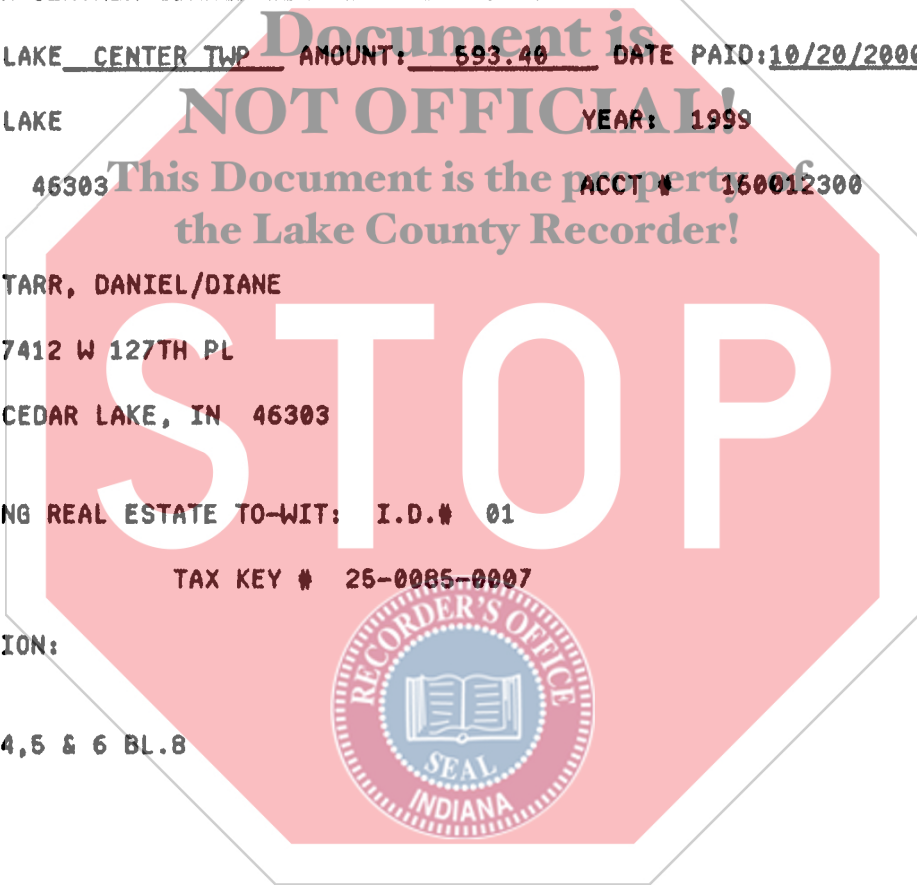 Document is
LAKE CENTER TWP AMOUNT: 593.40 DATE PAID: 10/20/2000
NOT OFFICIAL!
LAKE YEAR: 1999
This Document is the property of
46303 ACCT # 160012300
the Lake County Recorder!
TARR, DANIEL/DIANE
7412 W 127TH PL
CEDAR LAKE, IN 46303
STOP
NG REAL ESTATE TO-WIT: I.D.# 01
TAX KEY # 25-0085-0007
RECORDER'S OFFICE
ION:
4,5 & 6 BL.8
SEAL
INDIANA